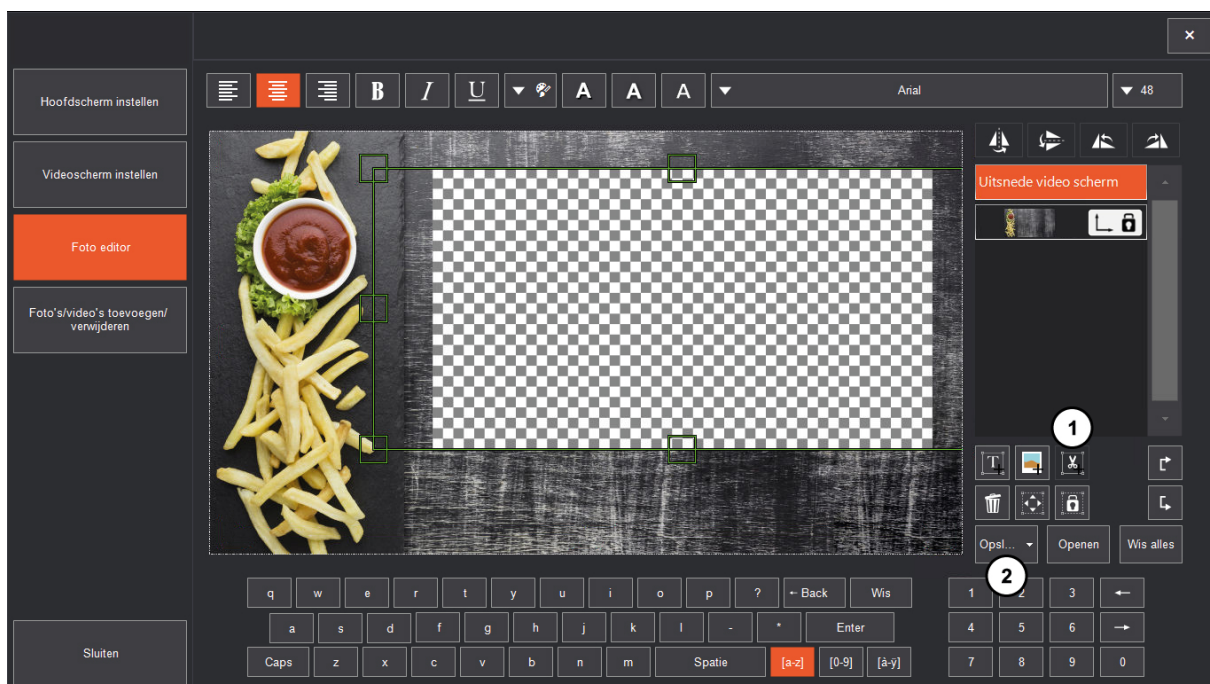 ×
Hoofdscherm instellen
Videoscherm instellen
Foto editor
Foto's/video's toevoegen/
verwijderen
Sluiten
B I U A A A Arial 48
Uitsnede video scherm
1
T
Opsl... Openen Wis alles
2
q w e r t y u i o p ? ←Back Wis
a s d f g h j k l - * Enter
Caps z x c v b n m Spatie [a-z] [0-9] [à-ÿ]
1 2 3 ←
4 5 6 →
7 8 9 0